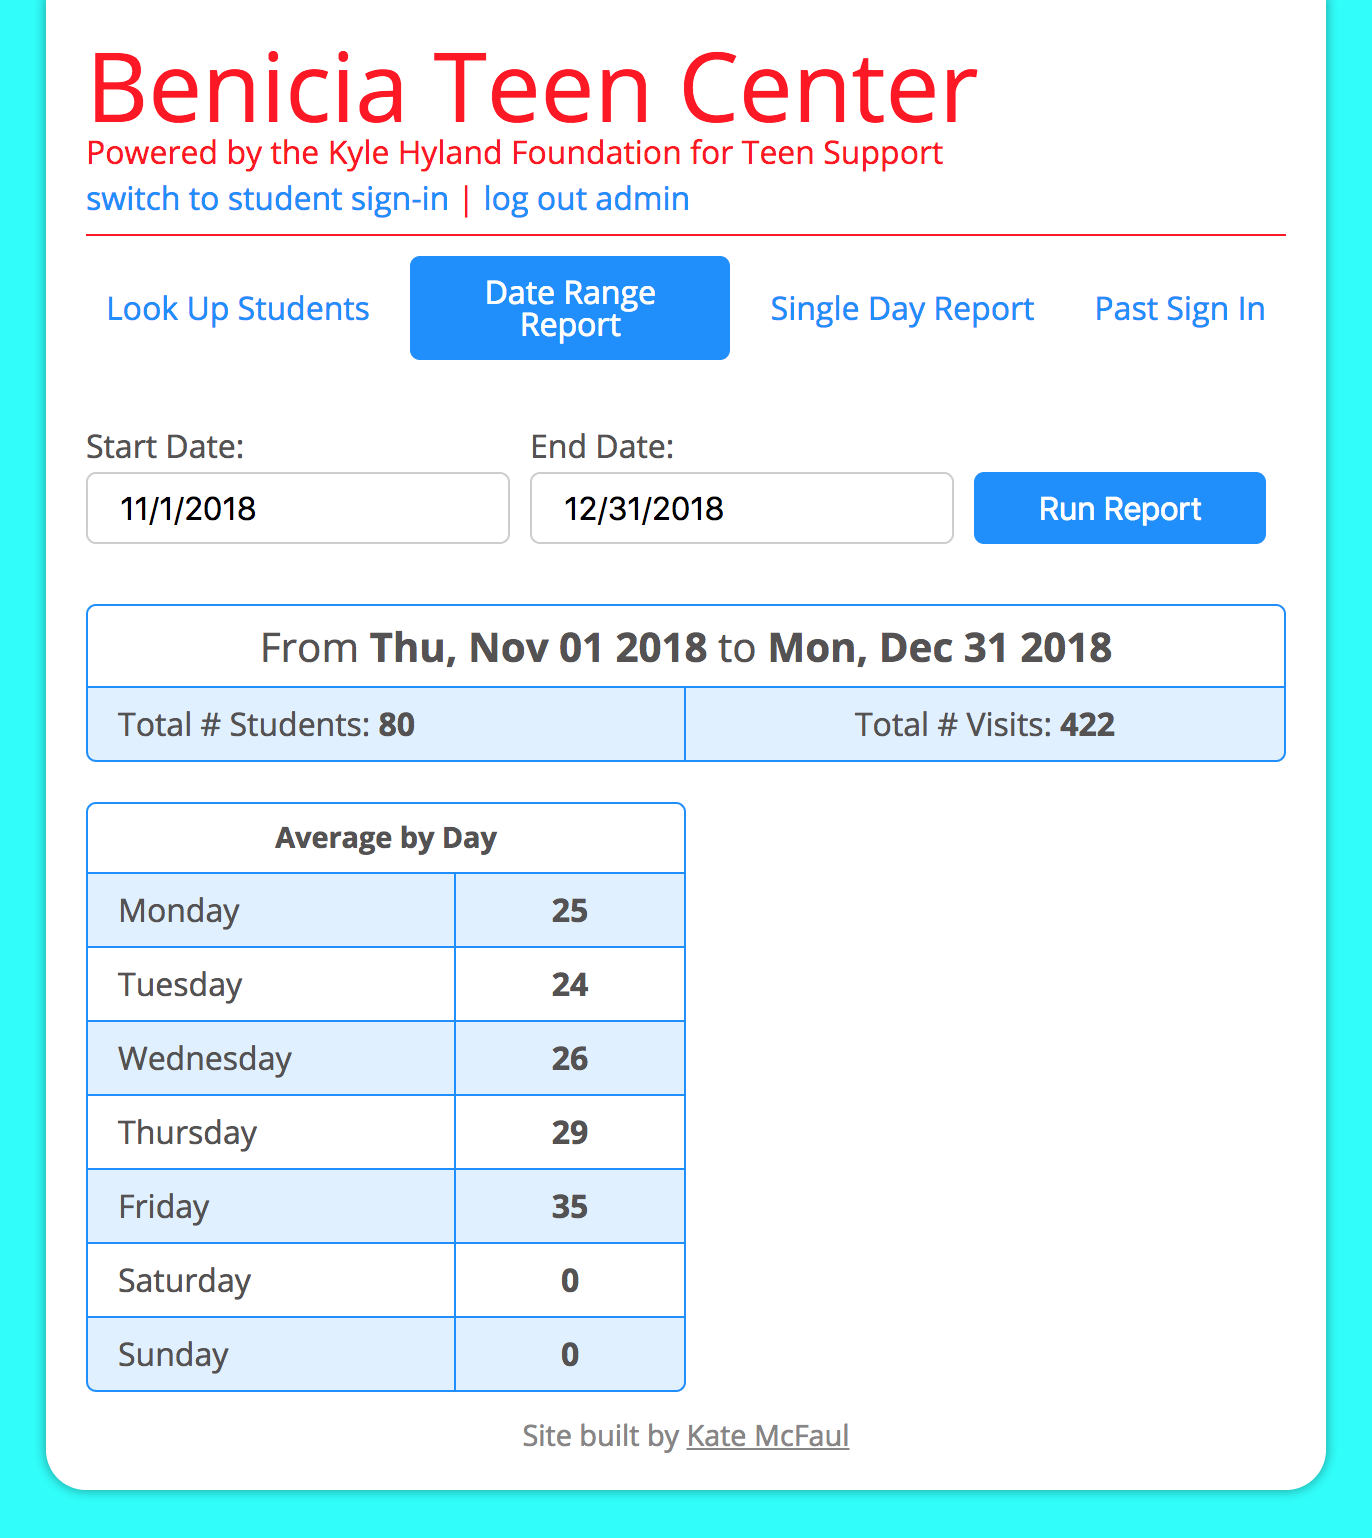 Benicia Teen Center
Powered by the Kyle Hyland Foundation for Teen Support
switch to student sign-in | log out admin
Look Up Students
Date Range
Report
Single Day Report
Past Sign In
Start Date:
End Date:
11/1/2018
12/31/2018
Run Report
From Thu, Nov 01 2018 to Mon, Dec 31 2018
Total # Students: 80
Total # Visits: 422
Average by Day
Monday 25
Tuesday 24
Wednesday 26
Thursday 29
Friday 35
Saturday 0
Sunday 0
Site built by Kate McFaul